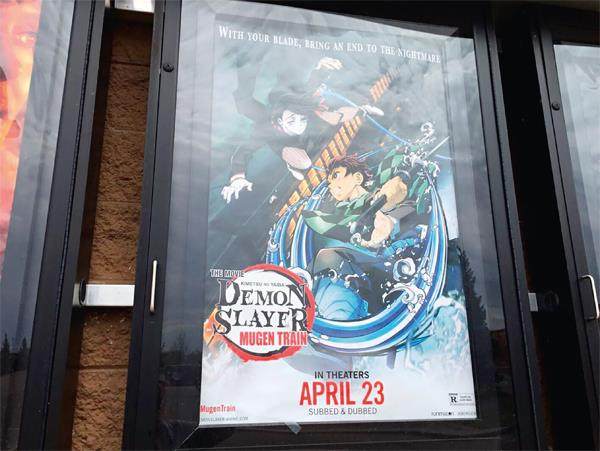 WITH YOUR BLADE, BRING AN END TO THE NIGHTMARE
THE MOVIE
KIMETSU NO YAIBA
DEMON
SLAYER
MUGEN TRAIN
IN THEATERS
APRIL 23
SUBBED & DUBBED
MugenTrain
R